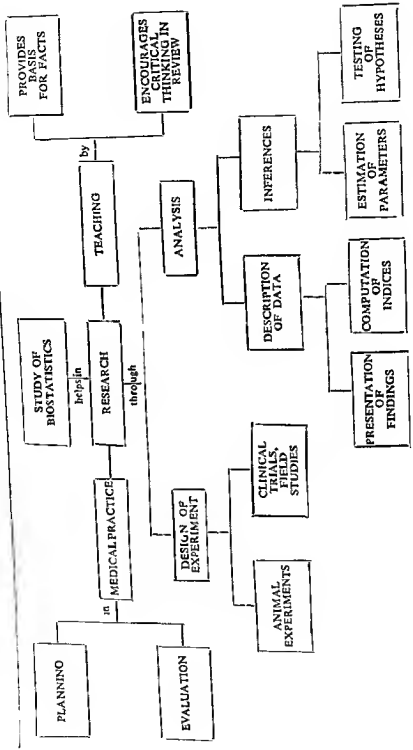 STUDY OF
BIOSTATISTICS
helps in
MEDICAL PRACTICE
RESEARCH
TEACHING
in
through
by
PLANNINO
EVALUATION
PROVIDES
BASIS
FOR FACTS
ENCOURAGES
CRITICAL
THINKING IN
REVIEW
DESIGN OF
EXPERIMENT
ANALYSIS
ANIMAL
EXPERIMENTS
CLINICAL
TRIALS,
FIELD
STUDIES
DESCRIPTION
OF DATA
INFERENCES
PRESENTATION
OF
FINDINGS
COMPUTATION
OF
INDICES
ESTIMATION
OF
PARAMETERS
TESTING
OF
HYPOTHESES